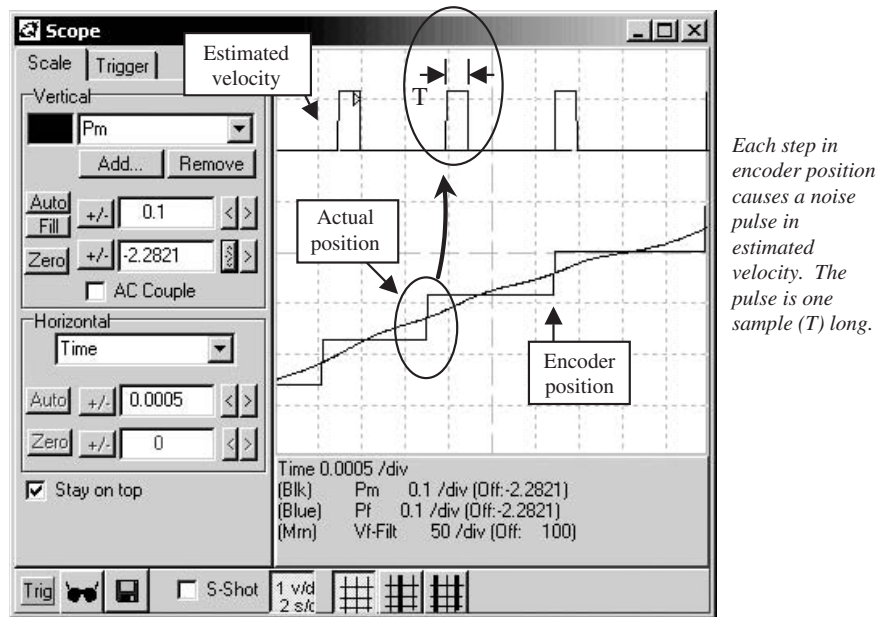 Scope
Scale
Trigger
Vertical
Pm
Add...
Remove
Auto
Fill
+/-
0.1
<
>
Zero
+/-
-2.2821
>
AC Couple
Horizontal
Time
Auto
+/-
0.0005
<
>
Zero
+/-
0
<
>
Stay on top
Estimated
velocity
T
Actual
position
Encoder
position
Time 0.0005 /div
(Blk) Pm 0.1 /div (Off:-2.2821)
(Blue) Pf 0.1 /div (Off:-2.2821)
(Mrn) Vf-Filt 50 /div (Off: 100)
Trig
S-Shot
1 v/d
2 s/c
Each step in
encoder position
causes a noise
pulse in
estimated
velocity. The
pulse is one
sample (T) long.